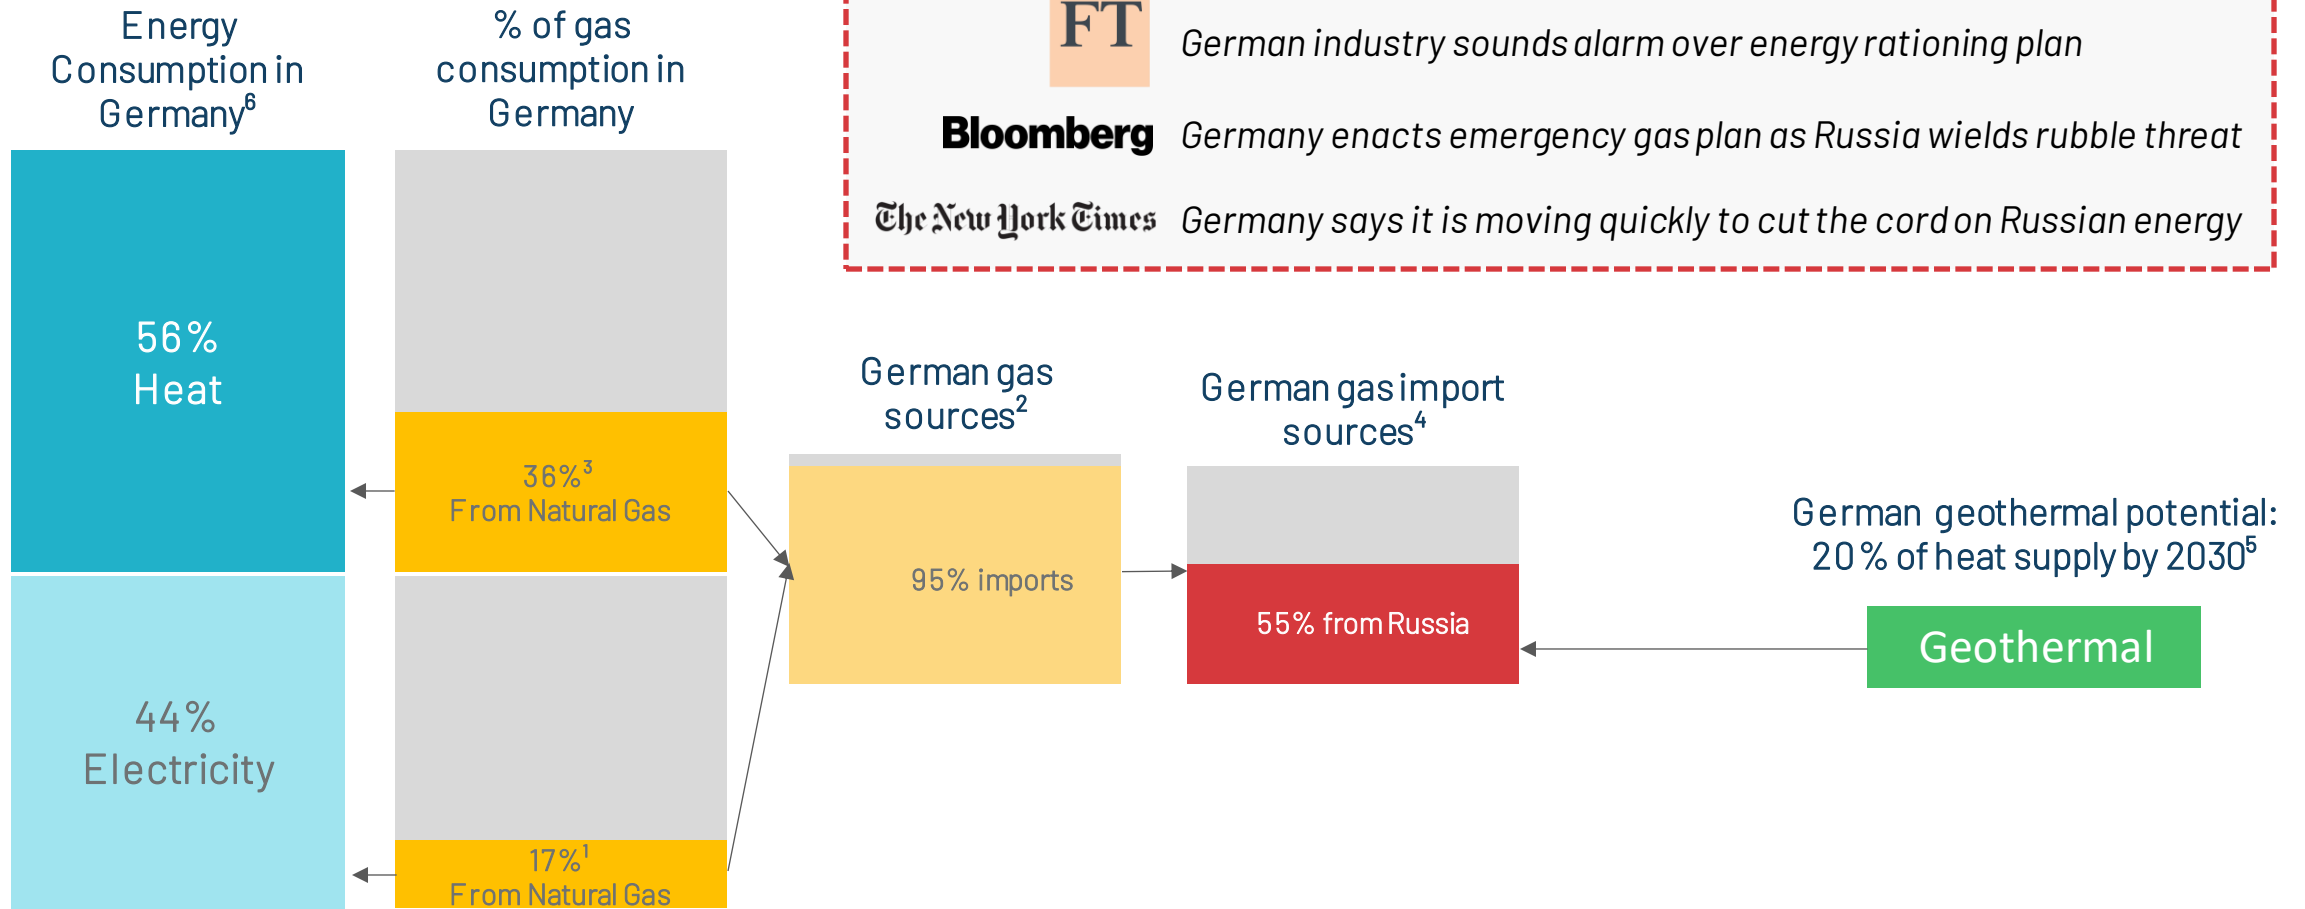 Energy
Consumption in
Germany⁶
% of gas
consumption in
Germany
FT German industry sounds alarm over energy rationing plan
Bloomberg Germany enacts emergency gas plan as Russia wields rubble threat
The New York Times Germany says it is moving quickly to cut the cord on Russian energy
56%
Heat
36%³
From Natural Gas
44%
Electricity
17%¹
From Natural Gas
German gas
sources²
95% imports
German gas import
sources⁴
55% from Russia
German geothermal potential:
20% of heat supply by 2030⁵
Geothermal